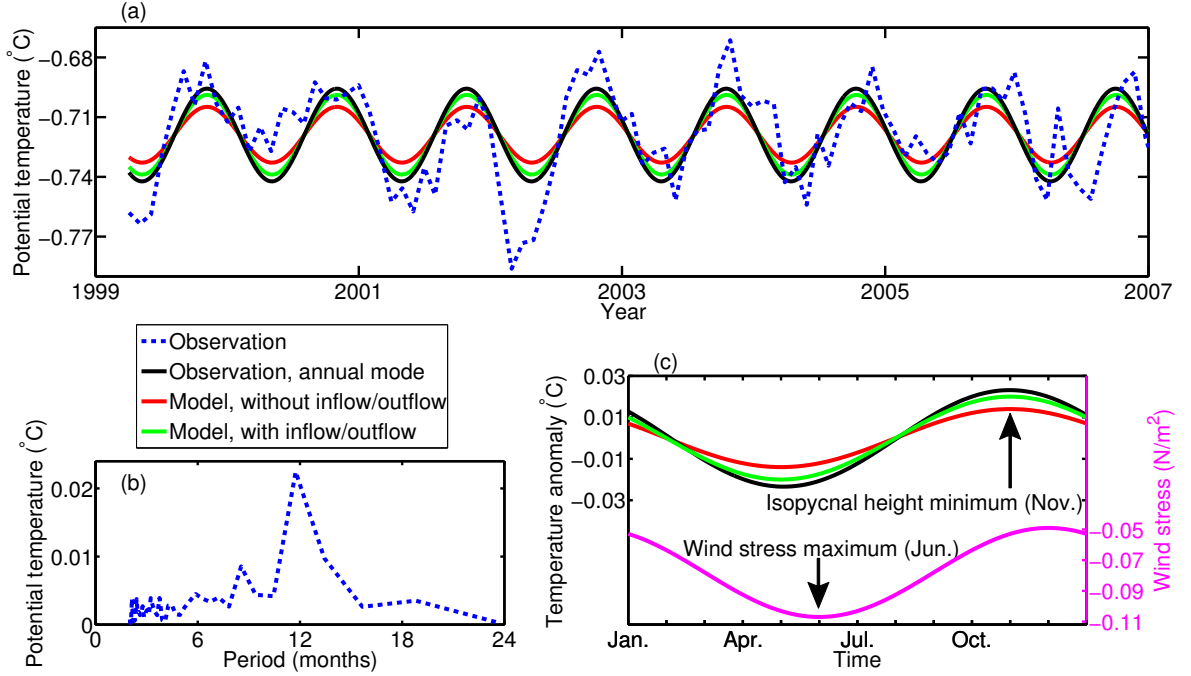 (a)
Potential temperature (°C)
−0.68
−0.71
−0.74
−0.77
1999
2001
2003
2005
2007
Year
Observation
Observation, annual mode
Model, without inflow/outflow
Model, with inflow/outflow
(b)
Potential temperature (°C)
0.02
0.01
0
0
6
12
18
24
Period (months)
(c)
Temperature anomaly (°C)
0.03
0.01
−0.01
−0.03
Isopycnal height minimum (Nov.)
Wind stress maximum (Jun.)
Wind stress (N/m²)
−0.05
−0.07
−0.09
−0.11
Jan.
Apr.
Jul.
Oct.
Time